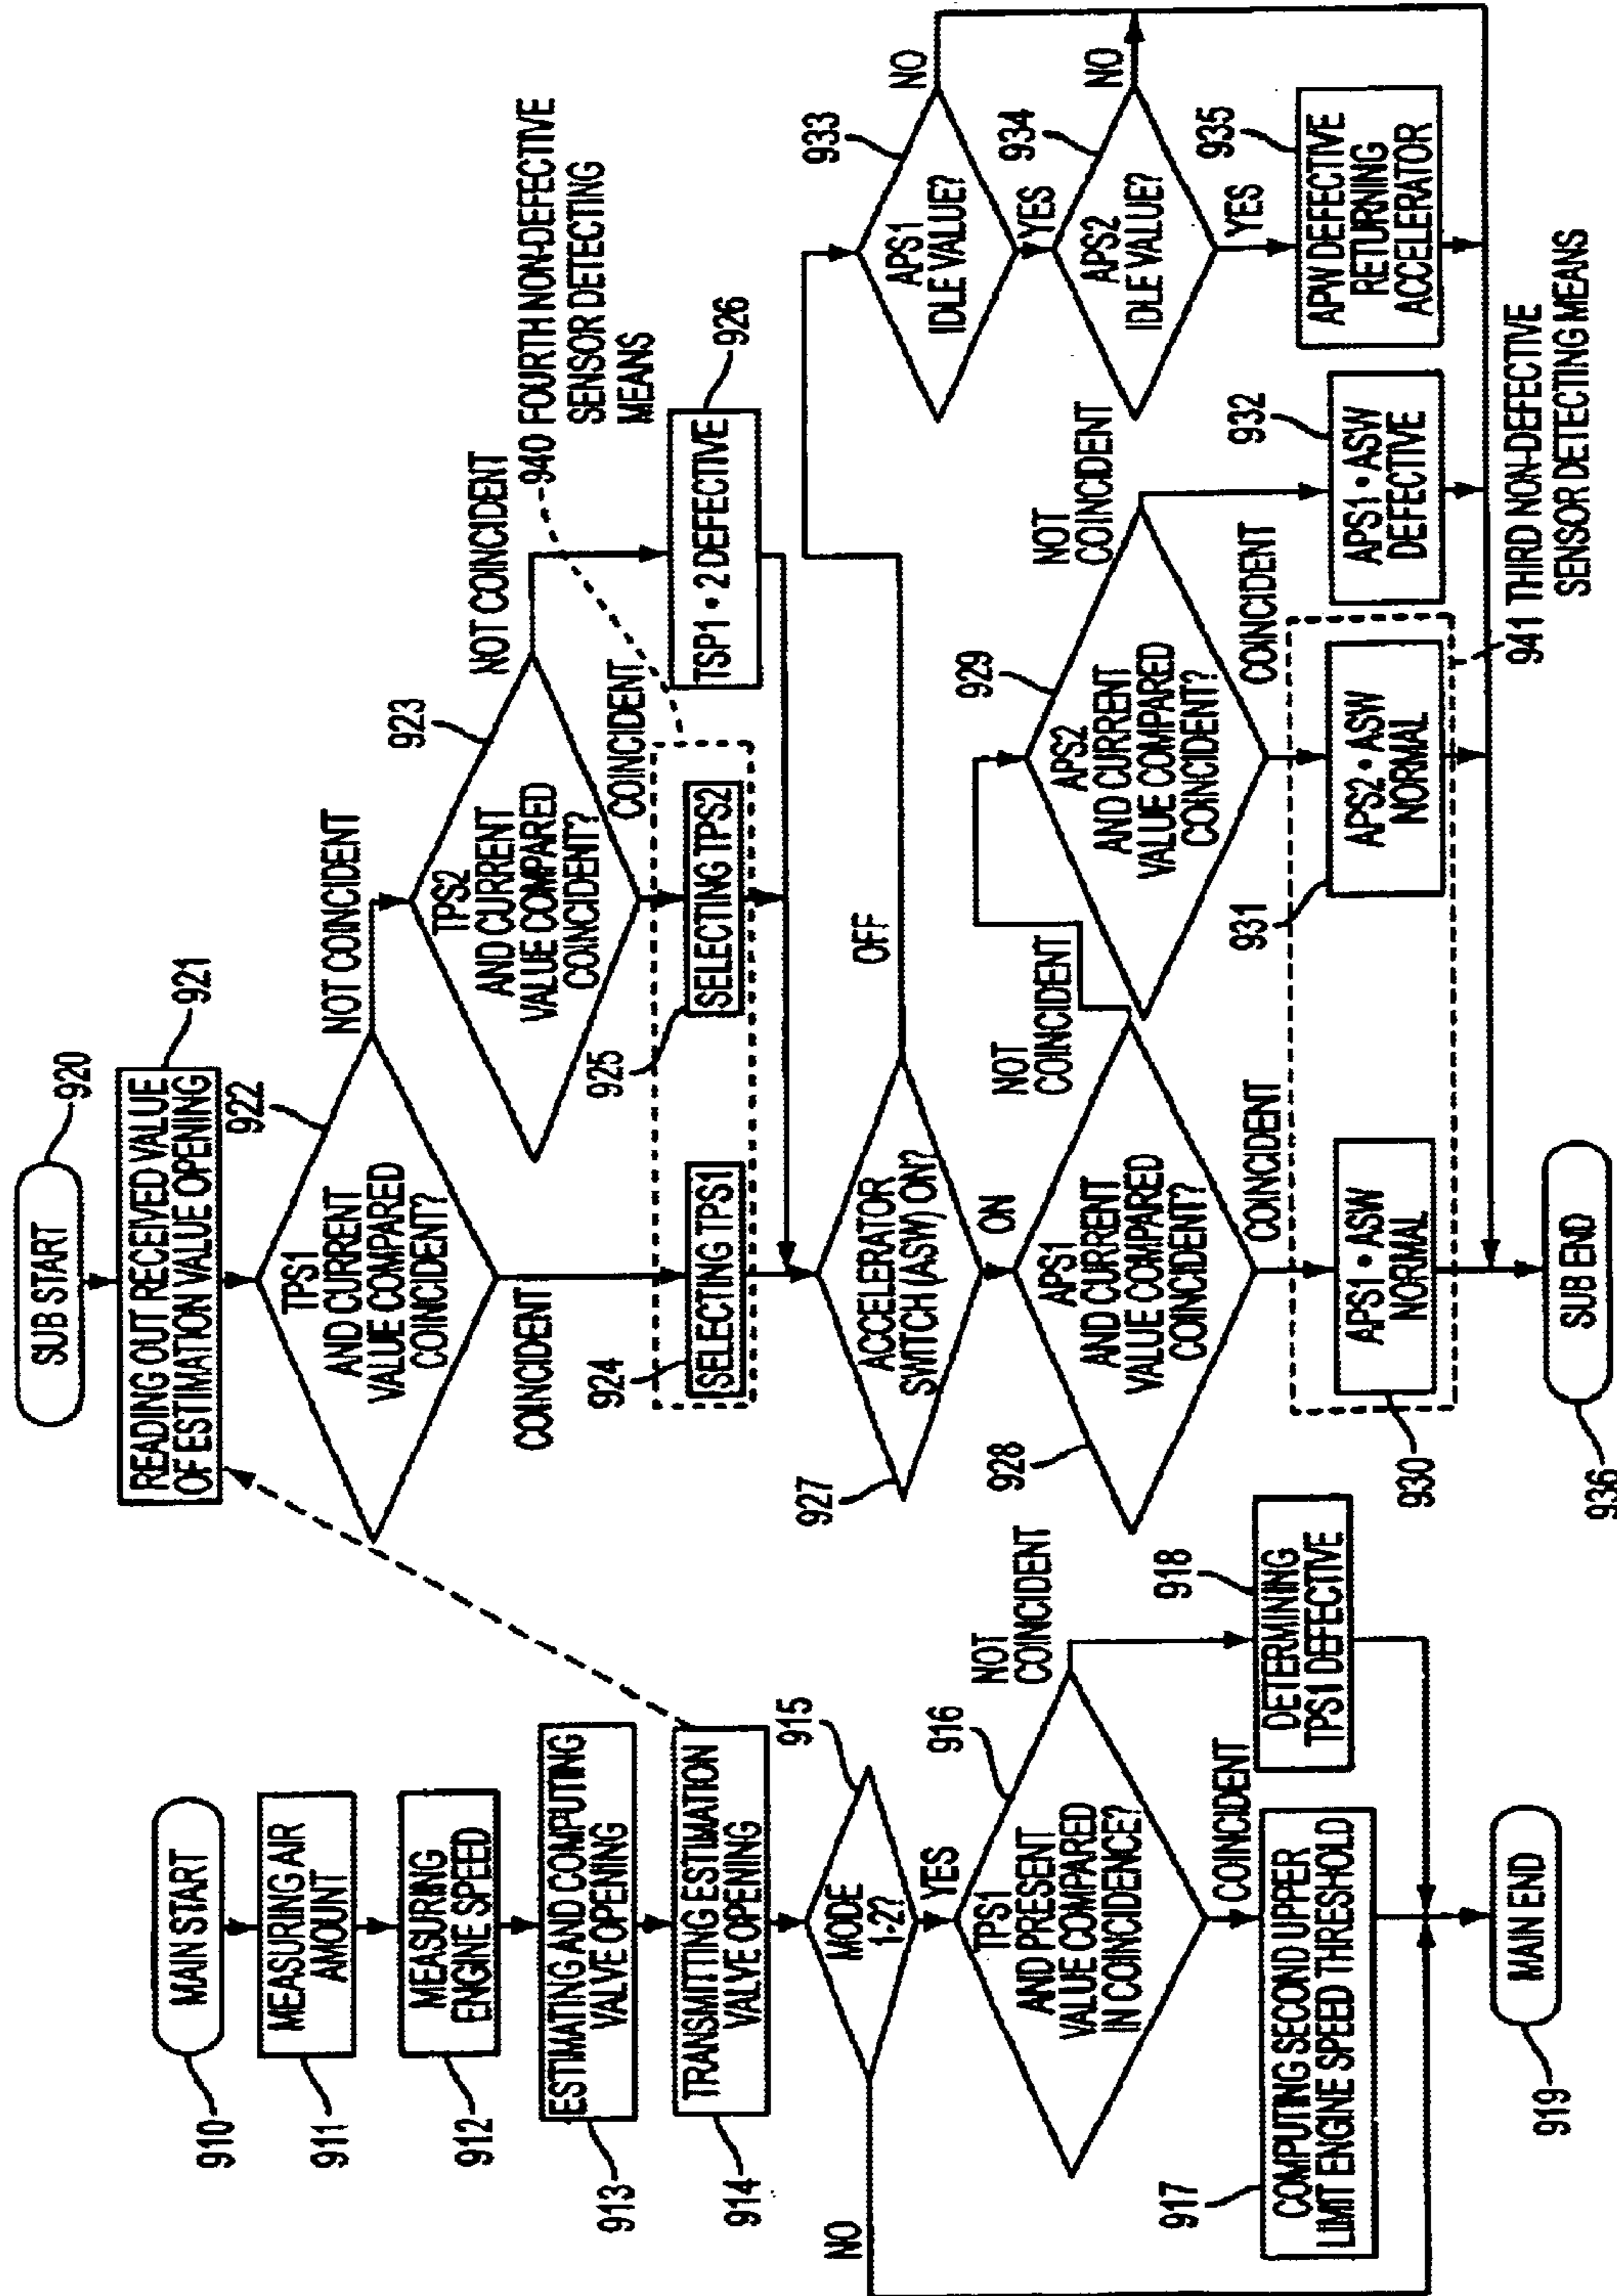 MAIN START
910
MEASURING AIR
AMOUNT
911
MEASURING
ENGINE SPEED
912
ESTIMATING AND COMPUTING
VALVE OPENING
913
TRANSMITTING ESTIMATION
VALVE OPENING
914
MODE
1·2?
915
NO
YES
TPS1
AND PRESENT
VALUE COMPARED
IN COINCIDENCE?
916
NOT
COINCIDENT
COINCIDENT
COMPUTING SECOND UPPER
LIMIT ENGINE SPEED THRESHOLD
917
DETERMINING
TPS1 DEFECTIVE
918
MAIN END
919
SUB START
920
READING OUT RECEIVED VALUE
OF ESTIMATION VALUE OPENING
921
TPS1
AND CURRENT
VALUE COMPARED
COINCIDENT?
922
NOT COINCIDENT
COINCIDENT
TPS2
AND CURRENT
VALUE COMPARED
COINCIDENT?
923
NOT COINCIDENT
COINCIDENT
SELECTING TPS1
924
SELECTING TPS2
925
TSP1 • 2 DEFECTIVE
926
940 FOURTH NON-DEFECTIVE
SENSOR DETECTING
MEANS
ACCELERATOR
SWITCH (ASW) ON?
927
OFF
ON
APS1
AND CURRENT
VALUE COMPARED
COINCIDENT?
928
NOT
COINCIDENT
COINCIDENT
APS2
AND CURRENT
VALUE COMPARED
COINCIDENT?
929
NOT
COINCIDENT
COINCIDENT
APS1 • ASW
NORMAL
930
APS2 • ASW
NORMAL
931
APS1 • ASW
DEFECTIVE
932
APS1
IDLE VALUE?
933
NO
YES
APS2
IDLE VALUE?
934
NO
YES
APW DEFECTIVE
RETURNING
ACCELERATOR
935
941 THIRD NON-DEFECTIVE
SENSOR DETECTING MEANS
SUB END
936